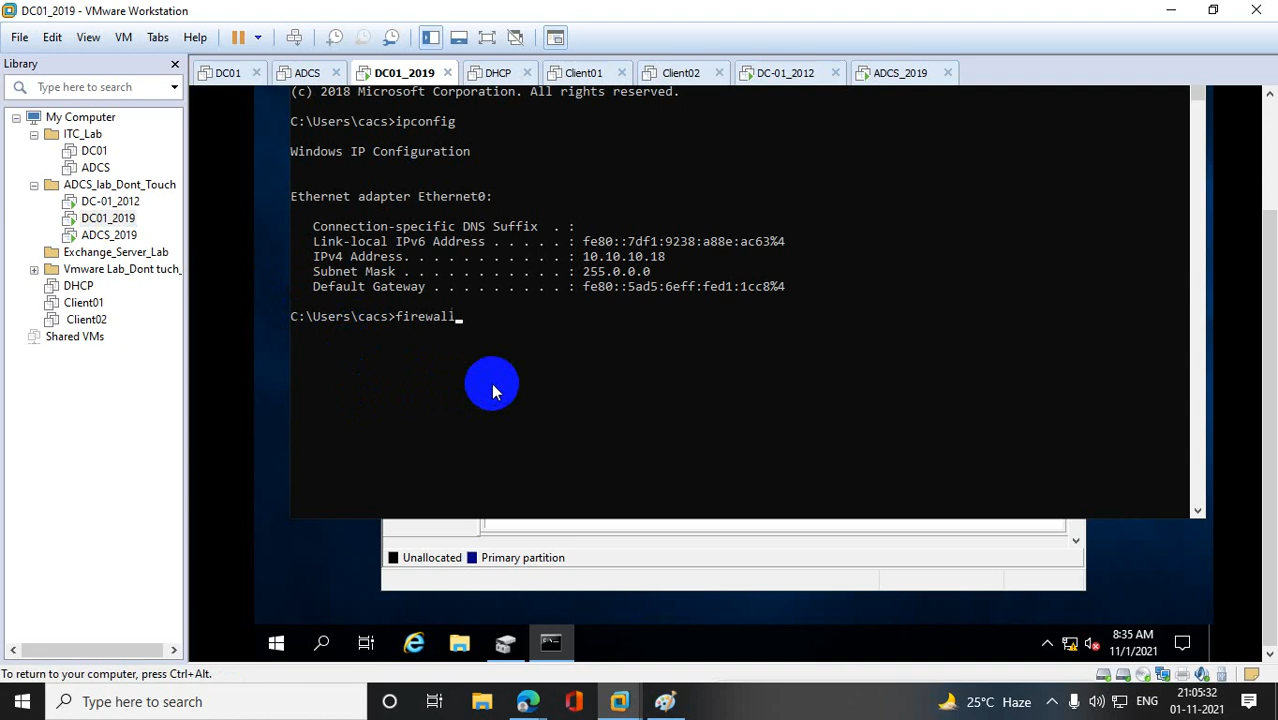 DC01_2019 - VMware Workstation
File Edit View VM Tabs Help
Library
Type here to search
My Computer
ITC_Lab
DC01
ADCS
ADCS_lab_Dont_Touch
DC-01_2012
DC01_2019
ADCS_2019
Exchange_Server_Lab
Vmware Lab_Dont tuch_
DHCP
Client01
Client02
Shared VMs
DC01 ADCS DC01_2019 DHCP Client01 Client02 DC-01_2012 ADCS_2019
(c) 2018 Microsoft Corporation. All rights reserved.
C:\Users\cacs>ipconfig
Windows IP Configuration
Ethernet adapter Ethernet0:
Connection-specific DNS Suffix . :
Link-local IPv6 Address . . . . . : fe80::7df1:9238:a88e:ac63%4
IPv4 Address. . . . . . . . . . . : 10.10.10.18
Subnet Mask . . . . . . . . . . . : 255.0.0.0
Default Gateway . . . . . . . . . : fe80::5ad5:6eff:fed1:1cc8%4
C:\Users\cacs>firewall_
Unallocated Primary partition
8:35 AM
11/1/2021
To return to your computer, press Ctrl+Alt.
Type here to search
25°C Haze
ENG
21:05:32
01-11-2021